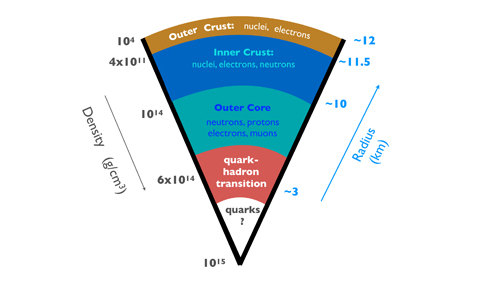 Outer Crust: nuclei, electrons
10⁴
~12
4x10¹¹
Inner Crust:
nuclei, electrons, neutrons
~11.5
10¹⁴
Outer Core
neutrons, protons
electrons, muons
~10
Density (g/cm³)
Radius
(km)
quark-
hadron
transition
6x10¹⁴
~3
quarks
?
10¹⁵